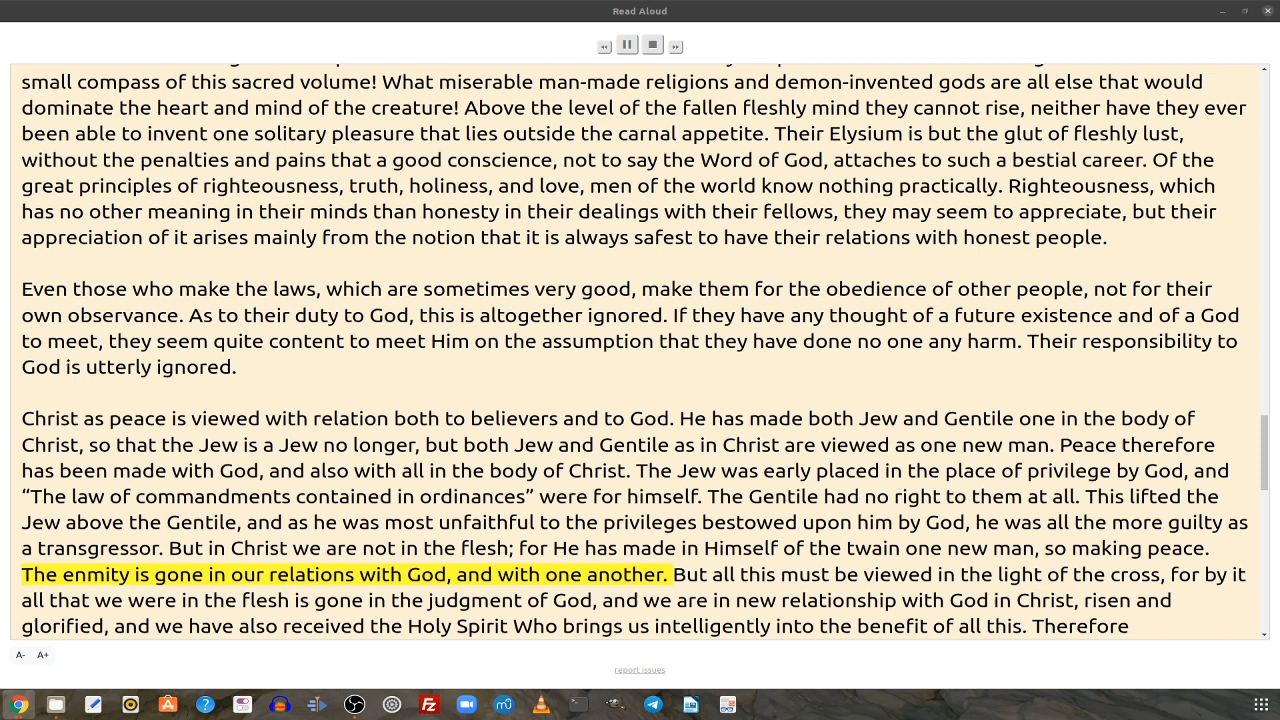 Read Aloud
small compass of this sacred volume! What miserable man-made religions and demon-invented gods are all else that would
dominate the heart and mind of the creature! Above the level of the fallen fleshly mind they cannot rise, neither have they ever
been able to invent one solitary pleasure that lies outside the carnal appetite. Their Elysium is but the glut of fleshly lust,
without the penalties and pains that a good conscience, not to say the Word of God, attaches to such a bestial career. Of the
great principles of righteousness, truth, holiness, and love, men of the world know nothing practically. Righteousness, which
has no other meaning in their minds than honesty in their dealings with their fellows, they may seem to appreciate, but their
appreciation of it arises mainly from the notion that it is always safest to have their relations with honest people.
Even those who make the laws, which are sometimes very good, make them for the obedience of other people, not for their
own observance. As to their duty to God, this is altogether ignored. If they have any thought of a future existence and of a God
to meet, they seem quite content to meet Him on the assumption that they have done no one any harm. Their responsibility to
God is utterly ignored.
Christ as peace is viewed with relation both to believers and to God. He has made both Jew and Gentile one in the body of
Christ, so that the Jew is a Jew no longer, but both Jew and Gentile as in Christ are viewed as one new man. Peace therefore
has been made with God, and also with all in the body of Christ. The Jew was early placed in the place of privilege by God, and
“The law of commandments contained in ordinances” were for himself. The Gentile had no right to them at all. This lifted the
Jew above the Gentile, and as he was most unfaithful to the privileges bestowed upon him by God, he was all the more guilty as
a transgressor. But in Christ we are not in the flesh; for He has made in Himself of the twain one new man, so making peace.
The enmity is gone in our relations with God, and with one another. But all this must be viewed in the light of the cross, for by it
all that we were in the flesh is gone in the judgment of God, and we are in new relationship with God in Christ, risen and
glorified, and we have also received the Holy Spirit Who brings us intelligently into the benefit of all this. Therefore
A- A+
report issues